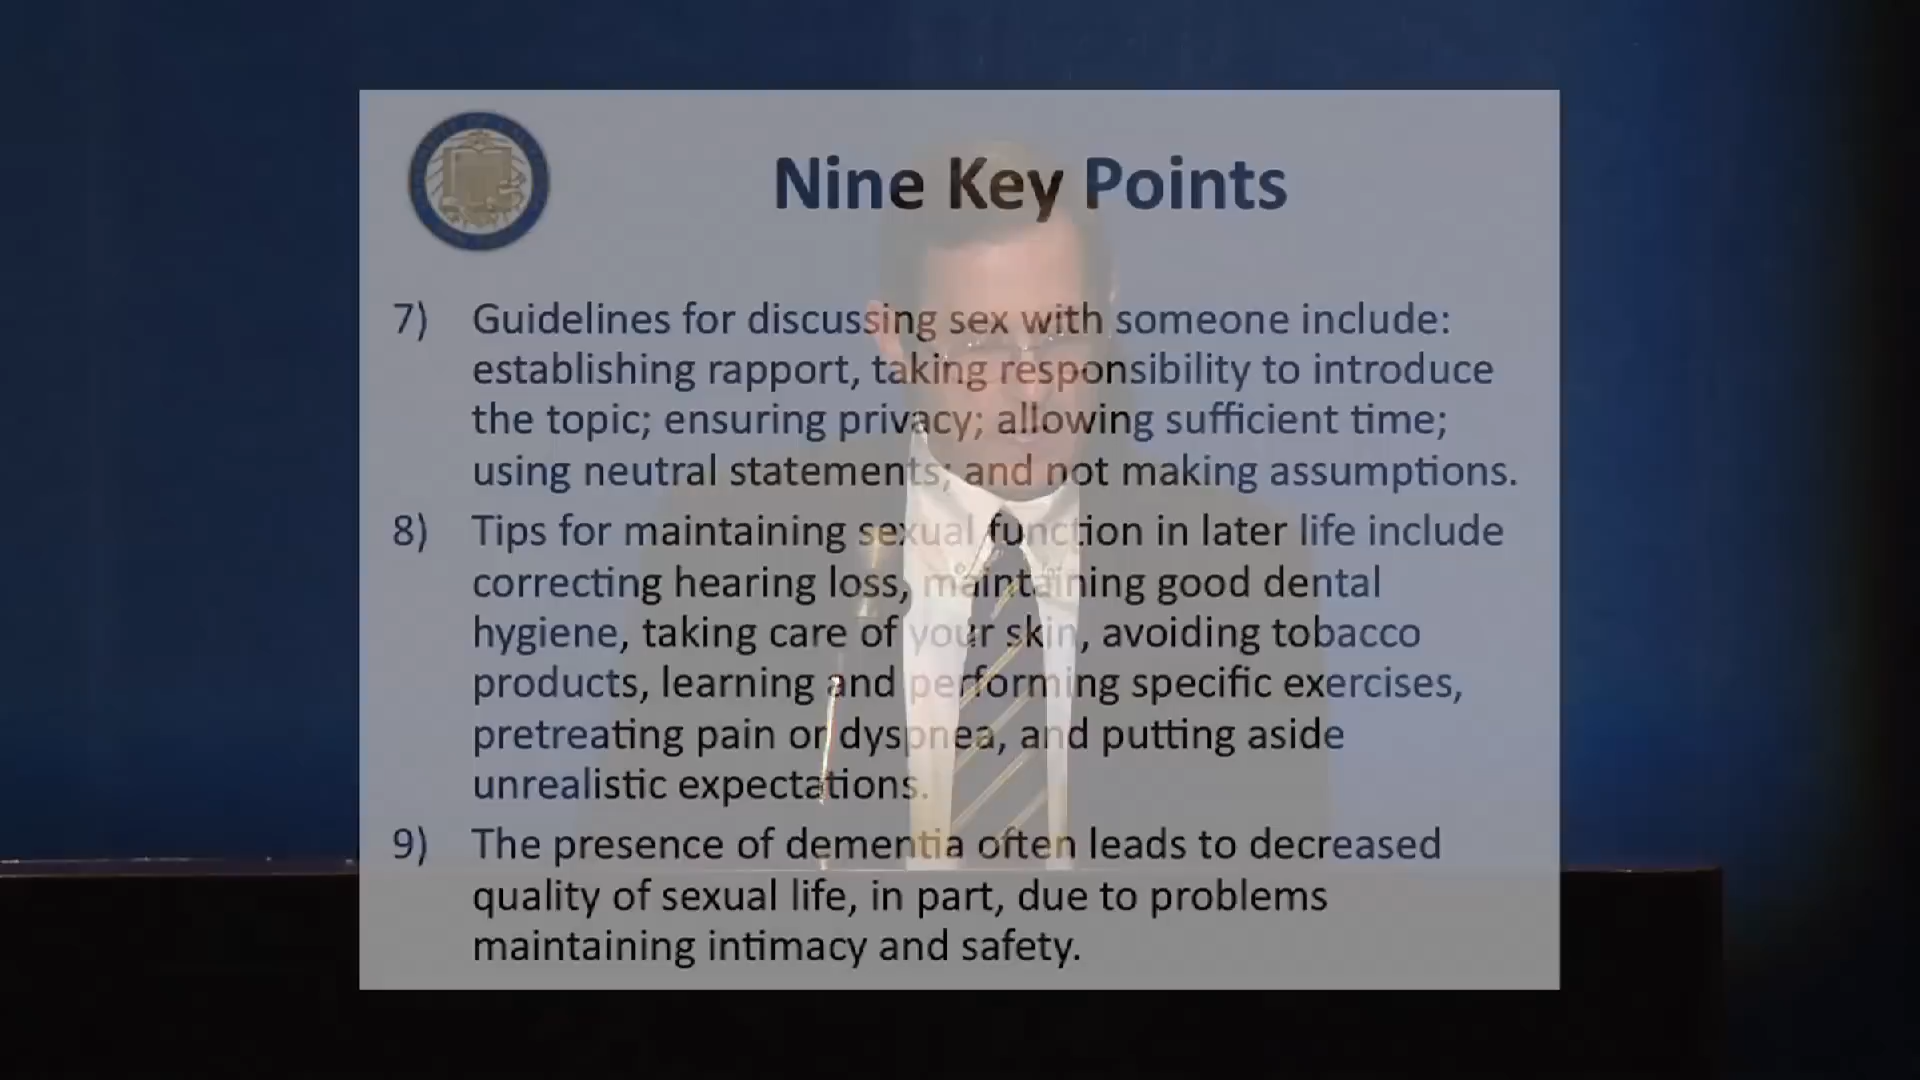 Nine Key Points
7) Guidelines for discussing sex with someone include:
establishing rapport, taking responsibility to introduce
the topic; ensuring privacy; allowing sufficient time;
using neutral statements; and not making assumptions.
8) Tips for maintaining sexual function in later life include
correcting hearing loss, maintaining good dental
hygiene, taking care of your skin, avoiding tobacco
products, learning and performing specific exercises,
pretreating pain or dyspnea, and putting aside
unrealistic expectations.
9) The presence of dementia often leads to decreased
quality of sexual life, in part, due to problems
maintaining intimacy and safety.